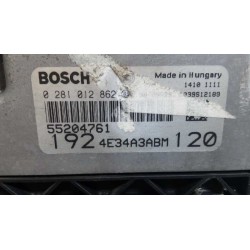 BOSCH
Made in Hungary
0 281 012 862
1410 1111
55204761
192 4E34A3ABM 120